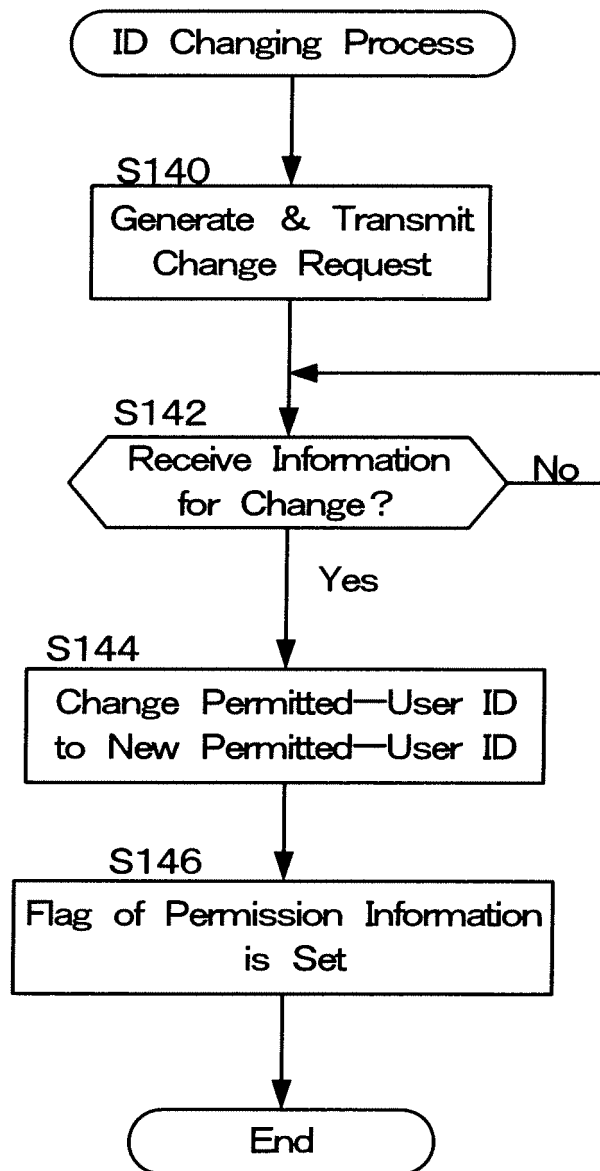 ID Changing Process
S140
Generate & Transmit
Change Request
S142
Receive Information
for Change?
No
Yes
S144
Change Permitted—User ID
to New Permitted—User ID
S146
Flag of Permission Information
is Set
End